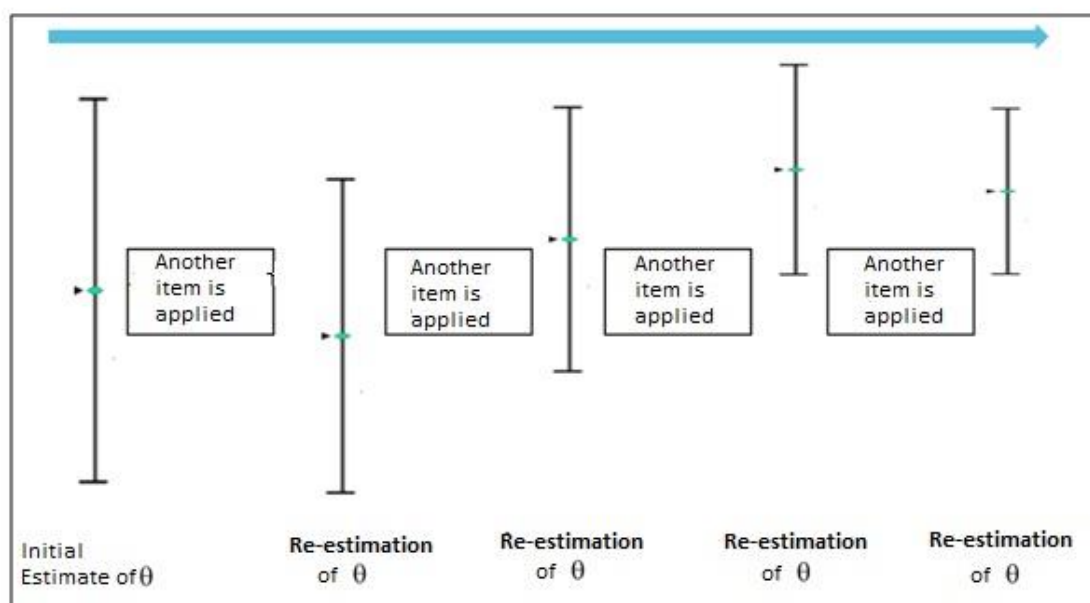 Another
item is
applied
Another
item is
applied
Another
item is
applied
Another
item is
applied
Initial
Estimate of θ
Re-estimation
of θ
Re-estimation
of θ
Re-estimation
of θ
Re-estimation
of θ